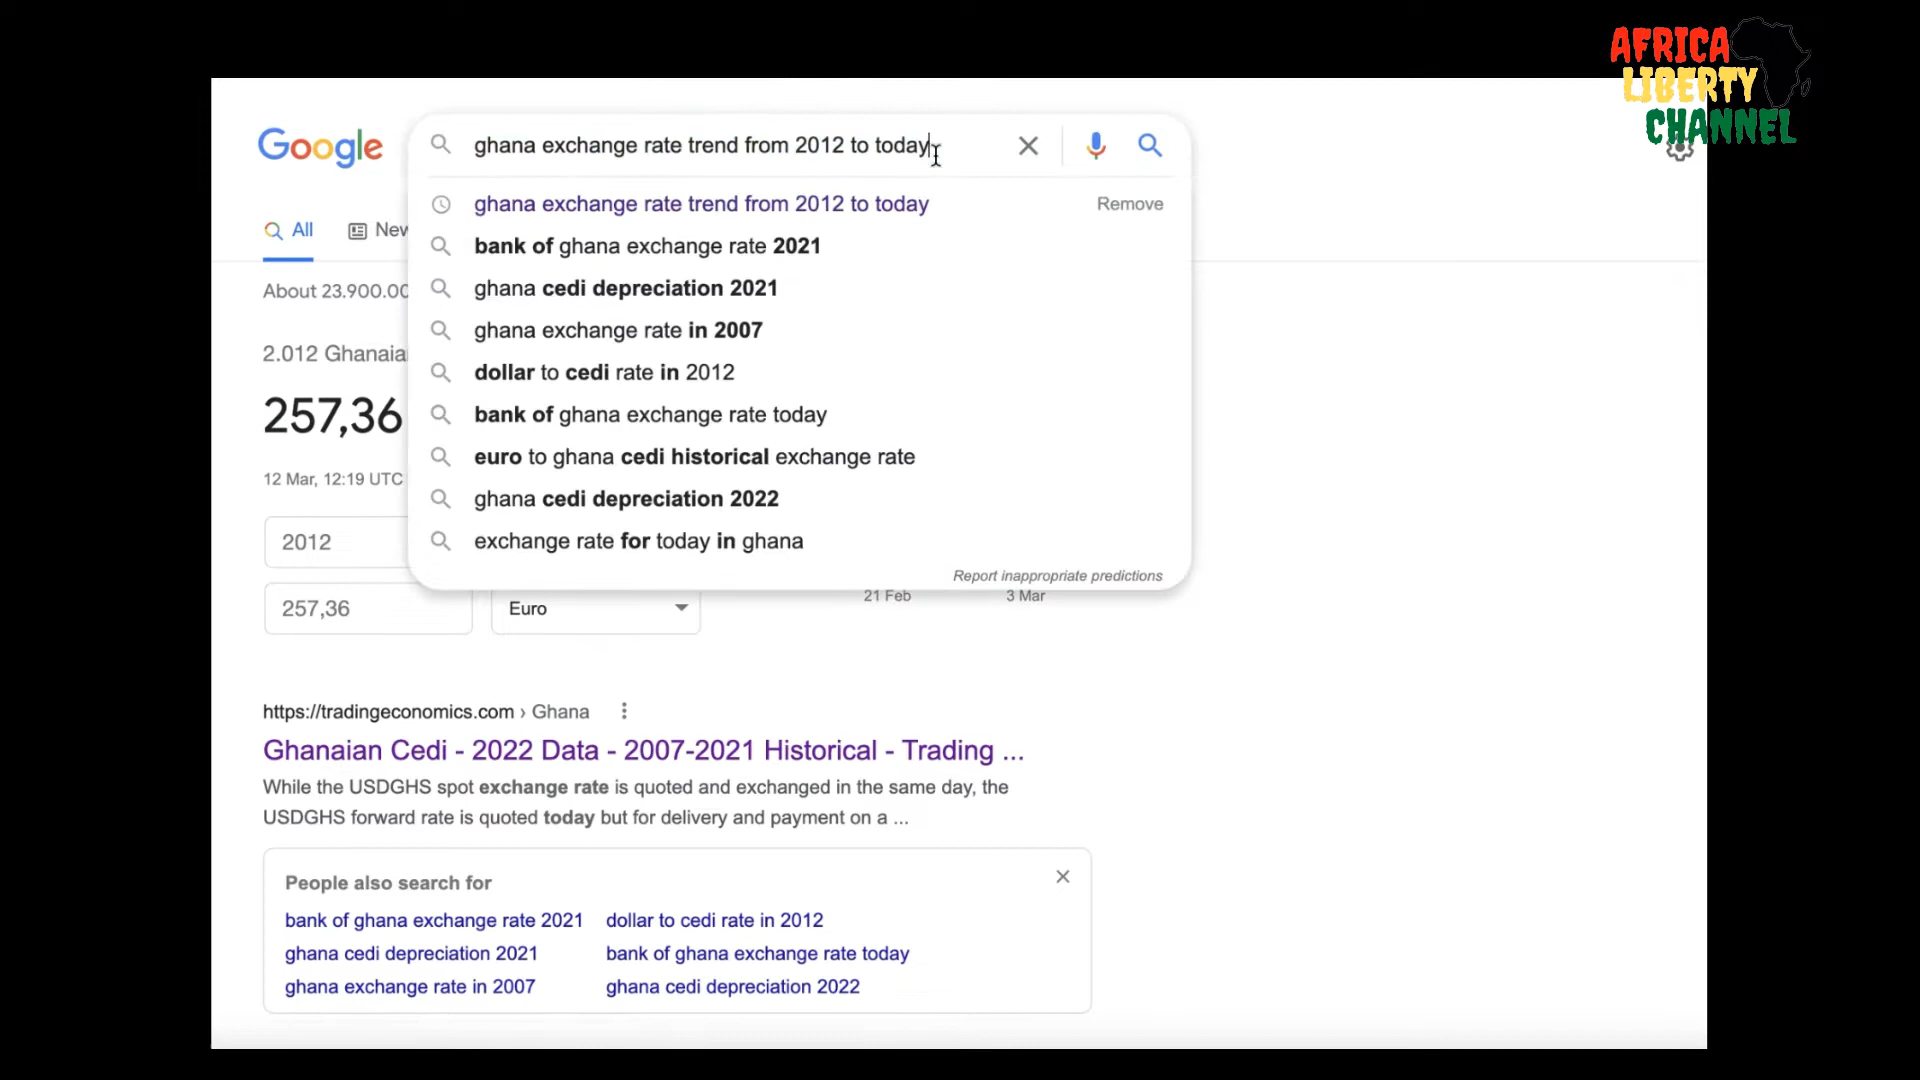 AFRICA
LIBERTY
CHANNEL
Google
ghana exchange rate trend from 2012 to today
ghana exchange rate trend from 2012 to today Remove
bank of ghana exchange rate 2021
ghana cedi depreciation 2021
ghana exchange rate in 2007
dollar to cedi rate in 2012
bank of ghana exchange rate today
euro to ghana cedi historical exchange rate
ghana cedi depreciation 2022
exchange rate for today in ghana
Report inappropriate predictions
All New
About 23.900.00
2.012 Ghanaia
257,36
12 Mar, 12:19 UTC
2012
257,36 Euro
21 Feb 3 Mar
https://tradingeconomics.com › Ghana
Ghanaian Cedi - 2022 Data - 2007-2021 Historical - Trading ...
While the USDGHS spot exchange rate is quoted and exchanged in the same day, the
USDGHS forward rate is quoted today but for delivery and payment on a ...
People also search for
bank of ghana exchange rate 2021 dollar to cedi rate in 2012
ghana cedi depreciation 2021 bank of ghana exchange rate today
ghana exchange rate in 2007 ghana cedi depreciation 2022